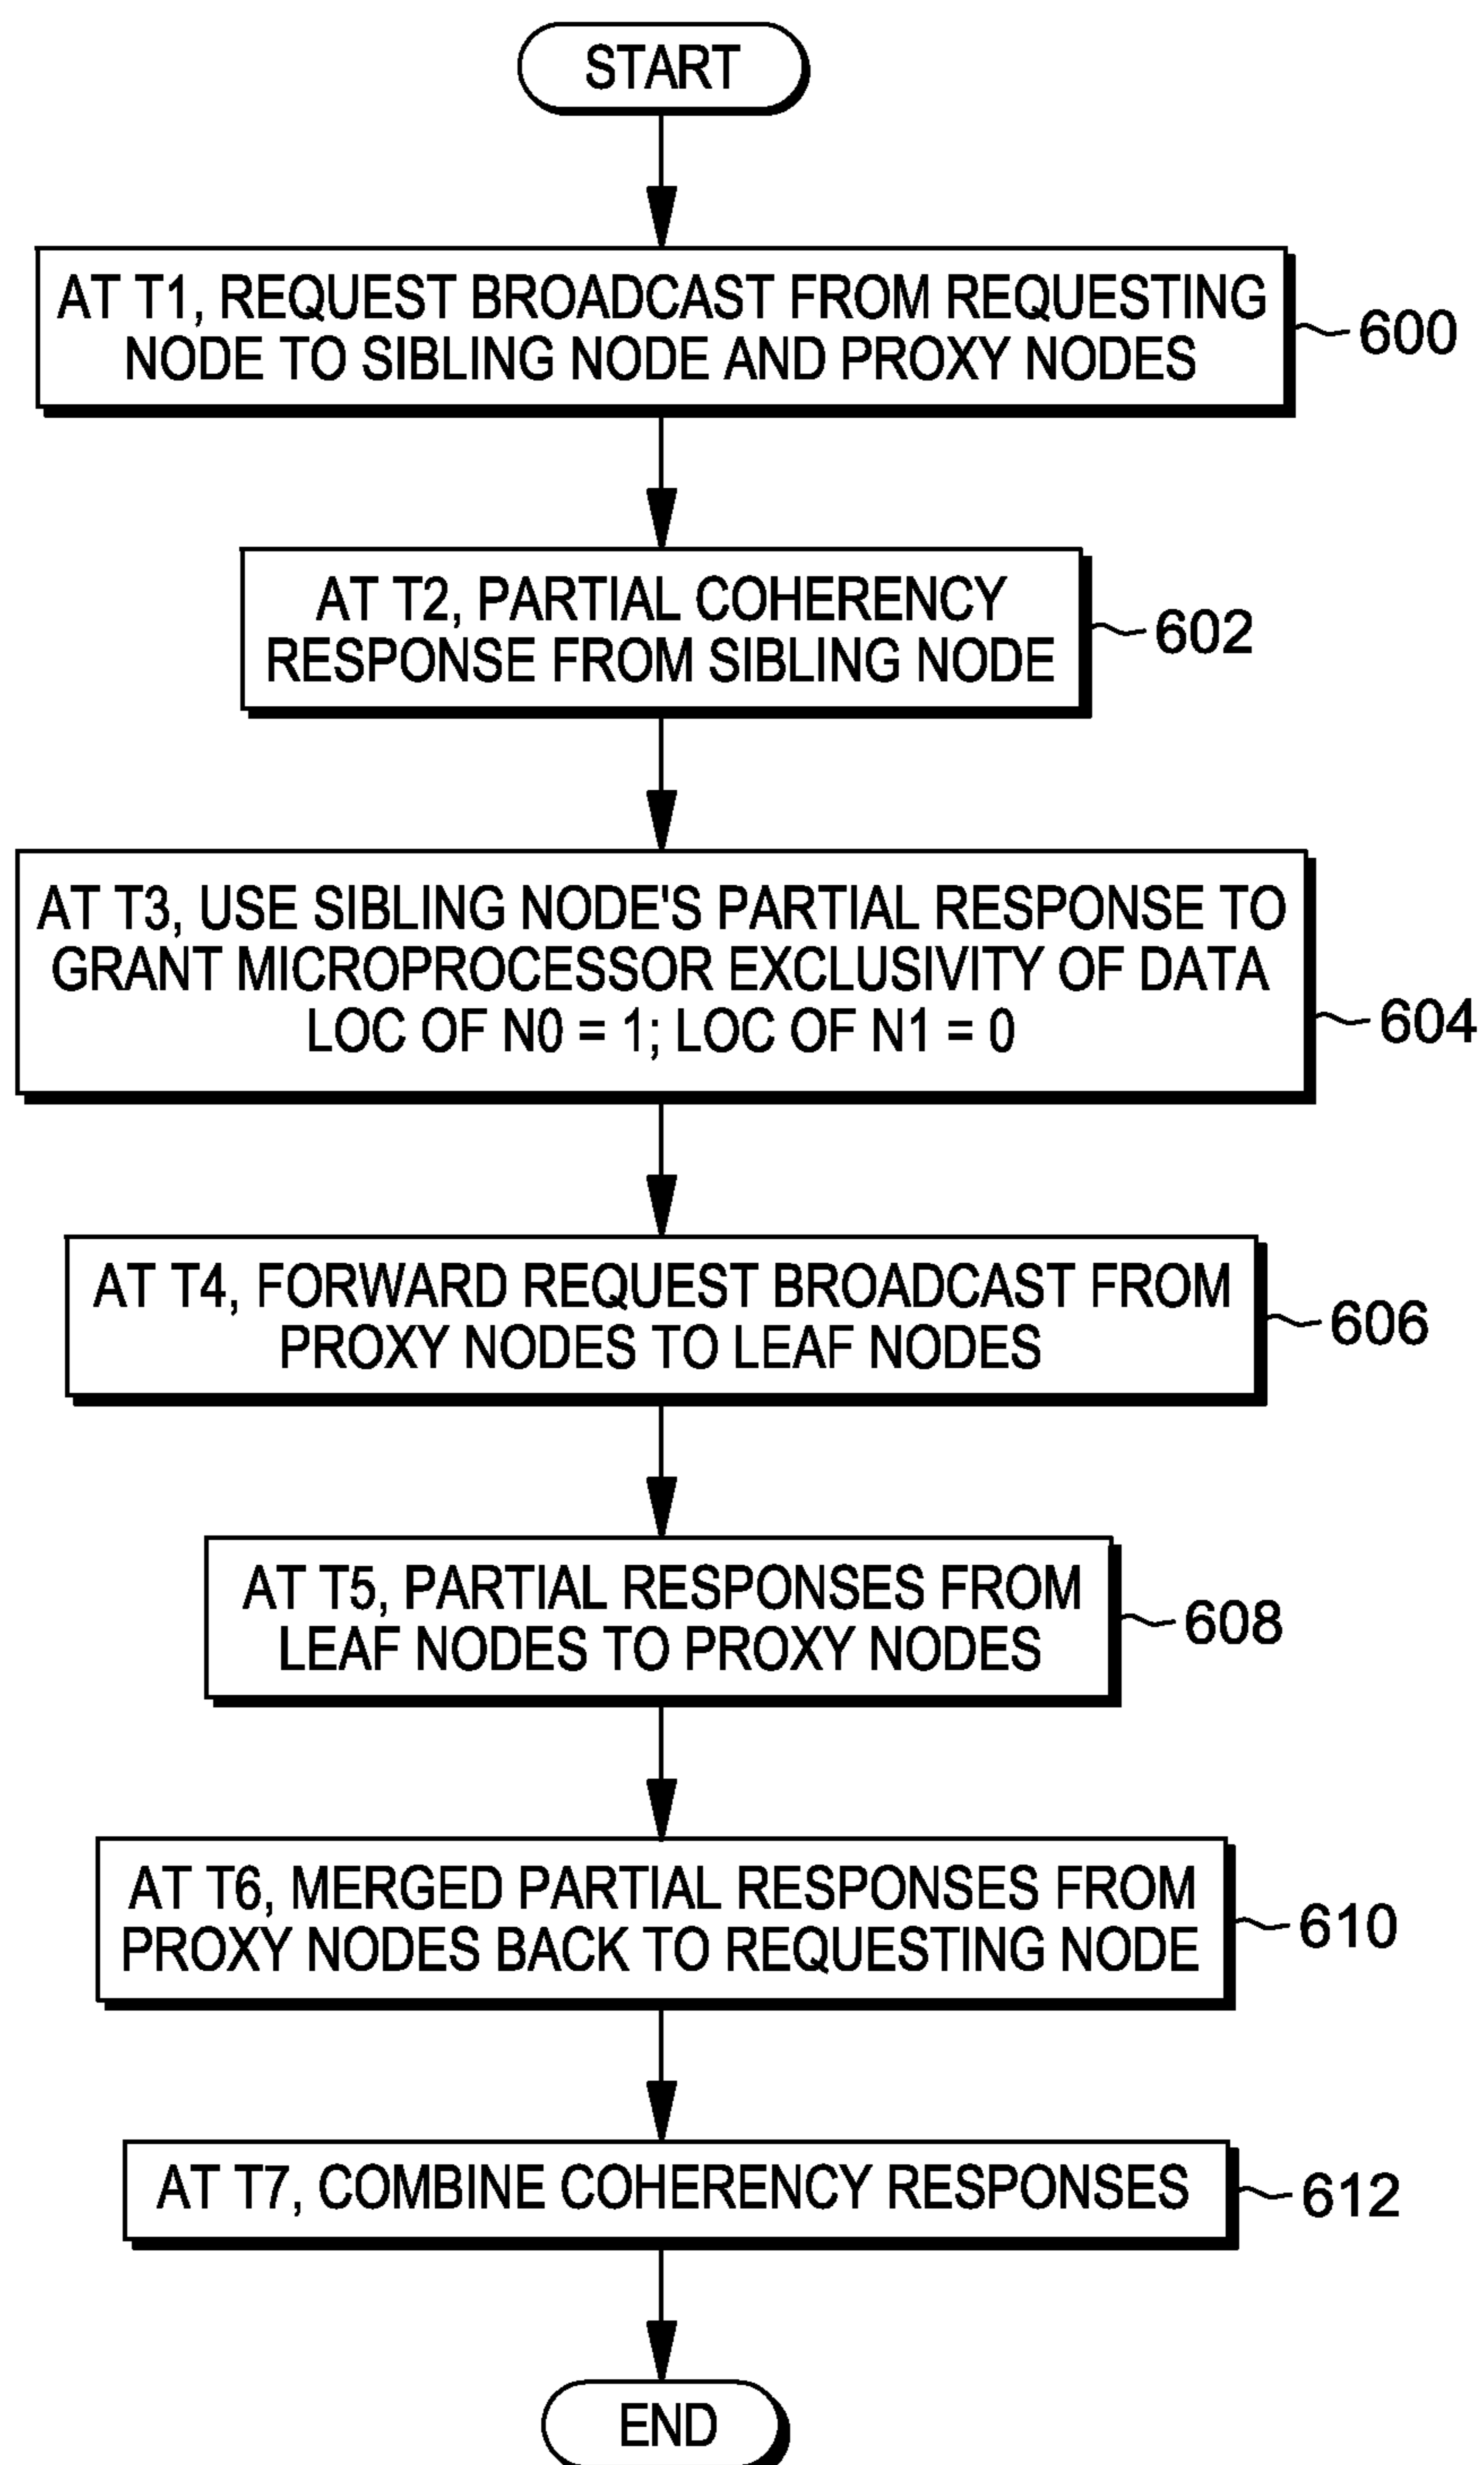 START
AT T1, REQUEST BROADCAST FROM REQUESTING
NODE TO SIBLING NODE AND PROXY NODES
600
AT T2, PARTIAL COHERENCY
RESPONSE FROM SIBLING NODE
602
AT T3, USE SIBLING NODE'S PARTIAL RESPONSE TO
GRANT MICROPROCESSOR EXCLUSIVITY OF DATA
LOC OF N0 = 1; LOC OF N1 = 0
604
AT T4, FORWARD REQUEST BROADCAST FROM
PROXY NODES TO LEAF NODES
606
AT T5, PARTIAL RESPONSES FROM
LEAF NODES TO PROXY NODES
608
AT T6, MERGED PARTIAL RESPONSES FROM
PROXY NODES BACK TO REQUESTING NODE
610
AT T7, COMBINE COHERENCY RESPONSES
612
END